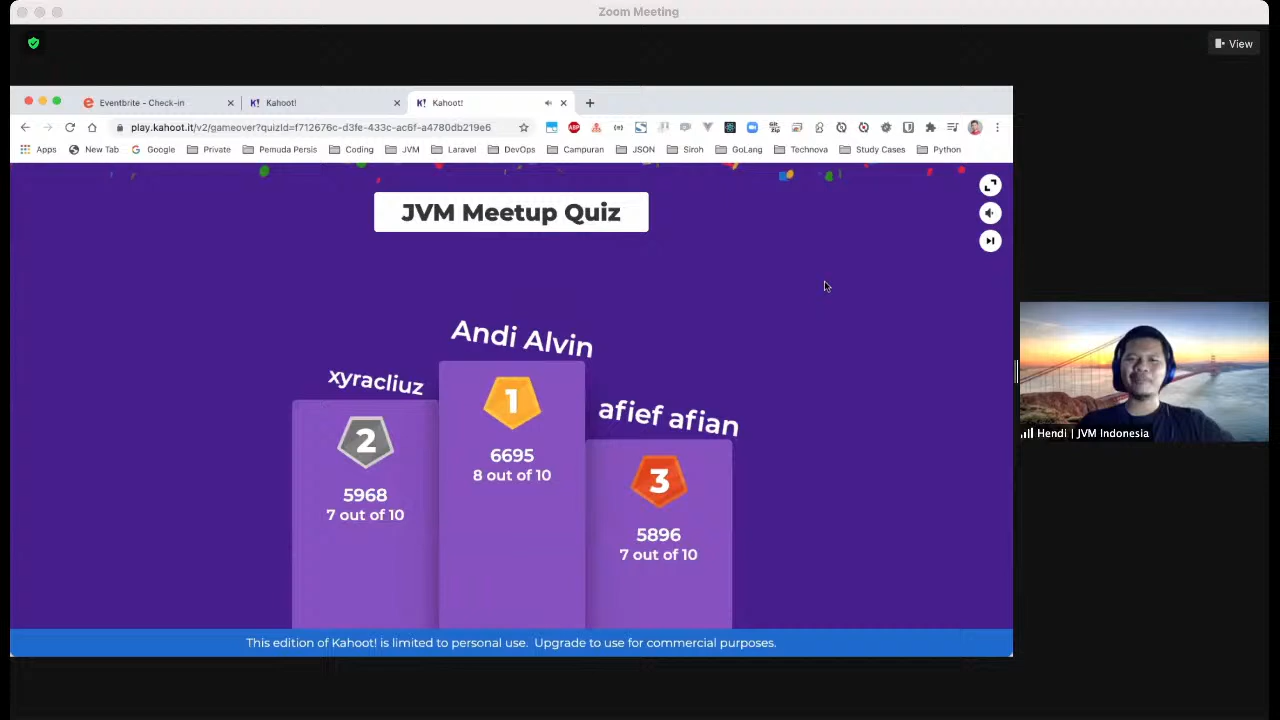 Zoom Meeting
View
Eventbrite - Check-in
K! Kahoot!
K! Kahoot!
play.kahoot.it/v2/gameover?quizId=f712676c-d3fe-433c-ac6f-a4780db219e6
Apps New Tab Google Private Pemuda Persis Coding JVM Laravel DevOps Campuran JSON Siroh GoLang Technova Study Cases Python
JVM Meetup Quiz
Andi Alvin
xyracliuz
afief afian
1
6695
8 out of 10
2
5968
7 out of 10
3
5896
7 out of 10
Hendi | JVM Indonesia
This edition of Kahoot! is limited to personal use. Upgrade to use for commercial purposes.